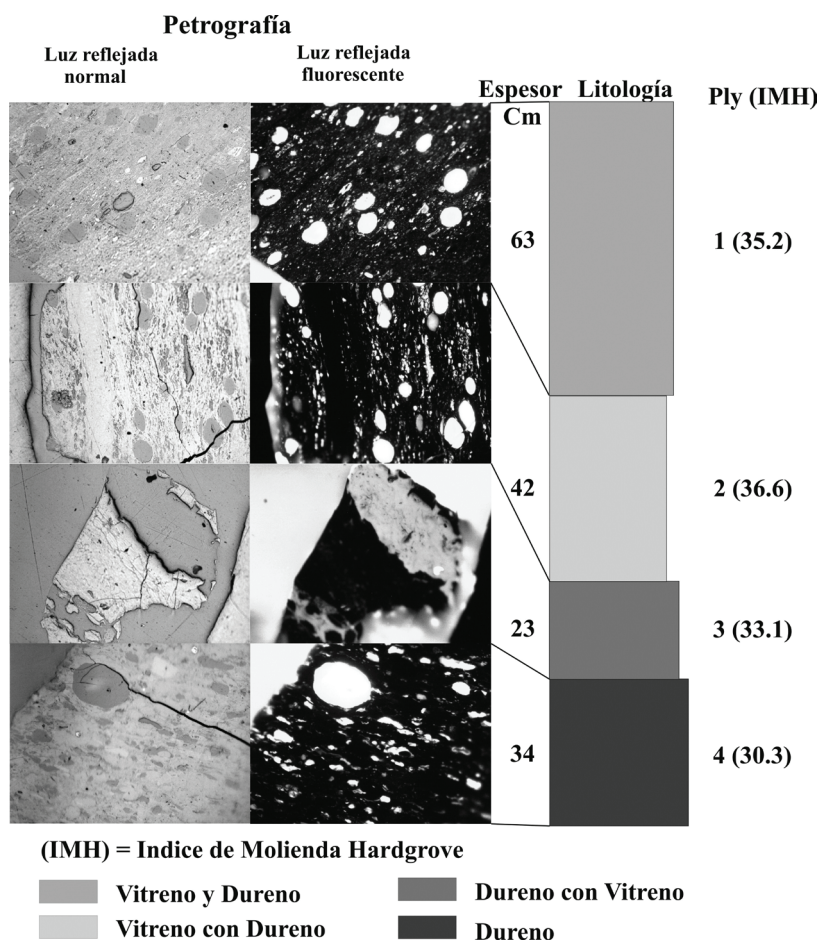 Petrografía
Luz reflejada
normal
Luz reflejada
fluorescente
Espesor
Cm
Litología
Ply (IMH)
63
1 (35.2)
42
2 (36.6)
23
3 (33.1)
34
4 (30.3)
(IMH) = Indice de Molienda Hardgrove
Vitreno y Dureno
Dureno con Vitreno
Vitreno con Dureno
Dureno